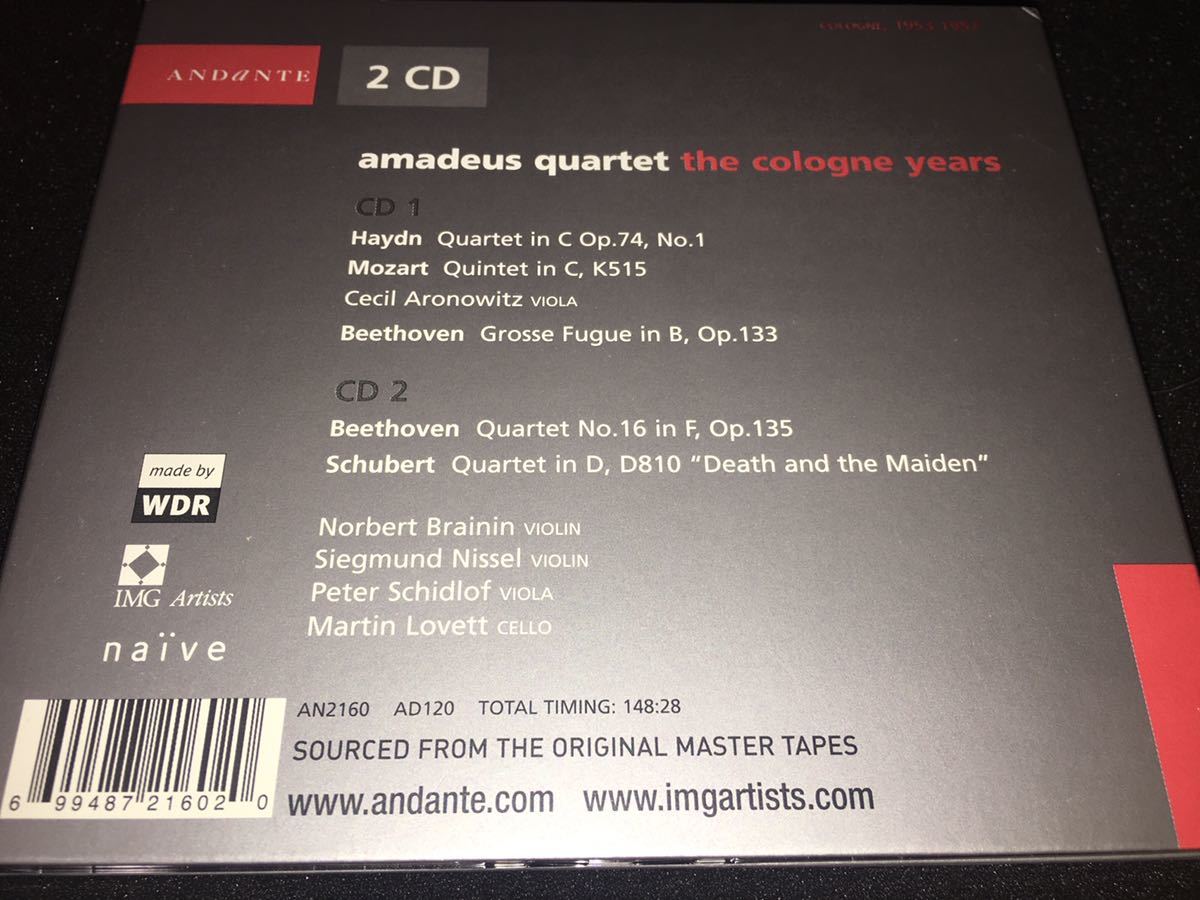 COLOGNE, 1953-1957
ANDaNTE
2 CD
amadeus quartet the cologne years
CD 1
Haydn Quartet in C Op.74, No.1
Mozart Quintet in C, K515
Cecil Aronowitz VIOLA
Beethoven Grosse Fugue in B, Op.133
CD 2
Beethoven Quartet No.16 in F, Op.135
Schubert Quartet in D, D810 “Death and the Maiden”
made by
WDR
Norbert Brainin VIOLIN
Siegmund Nissel VIOLIN
Peter Schidlof VIOLA
Martin Lovett CELLO
IMG Artists
naïve
AN2160 AD120 TOTAL TIMING: 148:28
SOURCED FROM THE ORIGINAL MASTER TAPES
www.andante.com www.imgartists.com
6 99487 21602 0